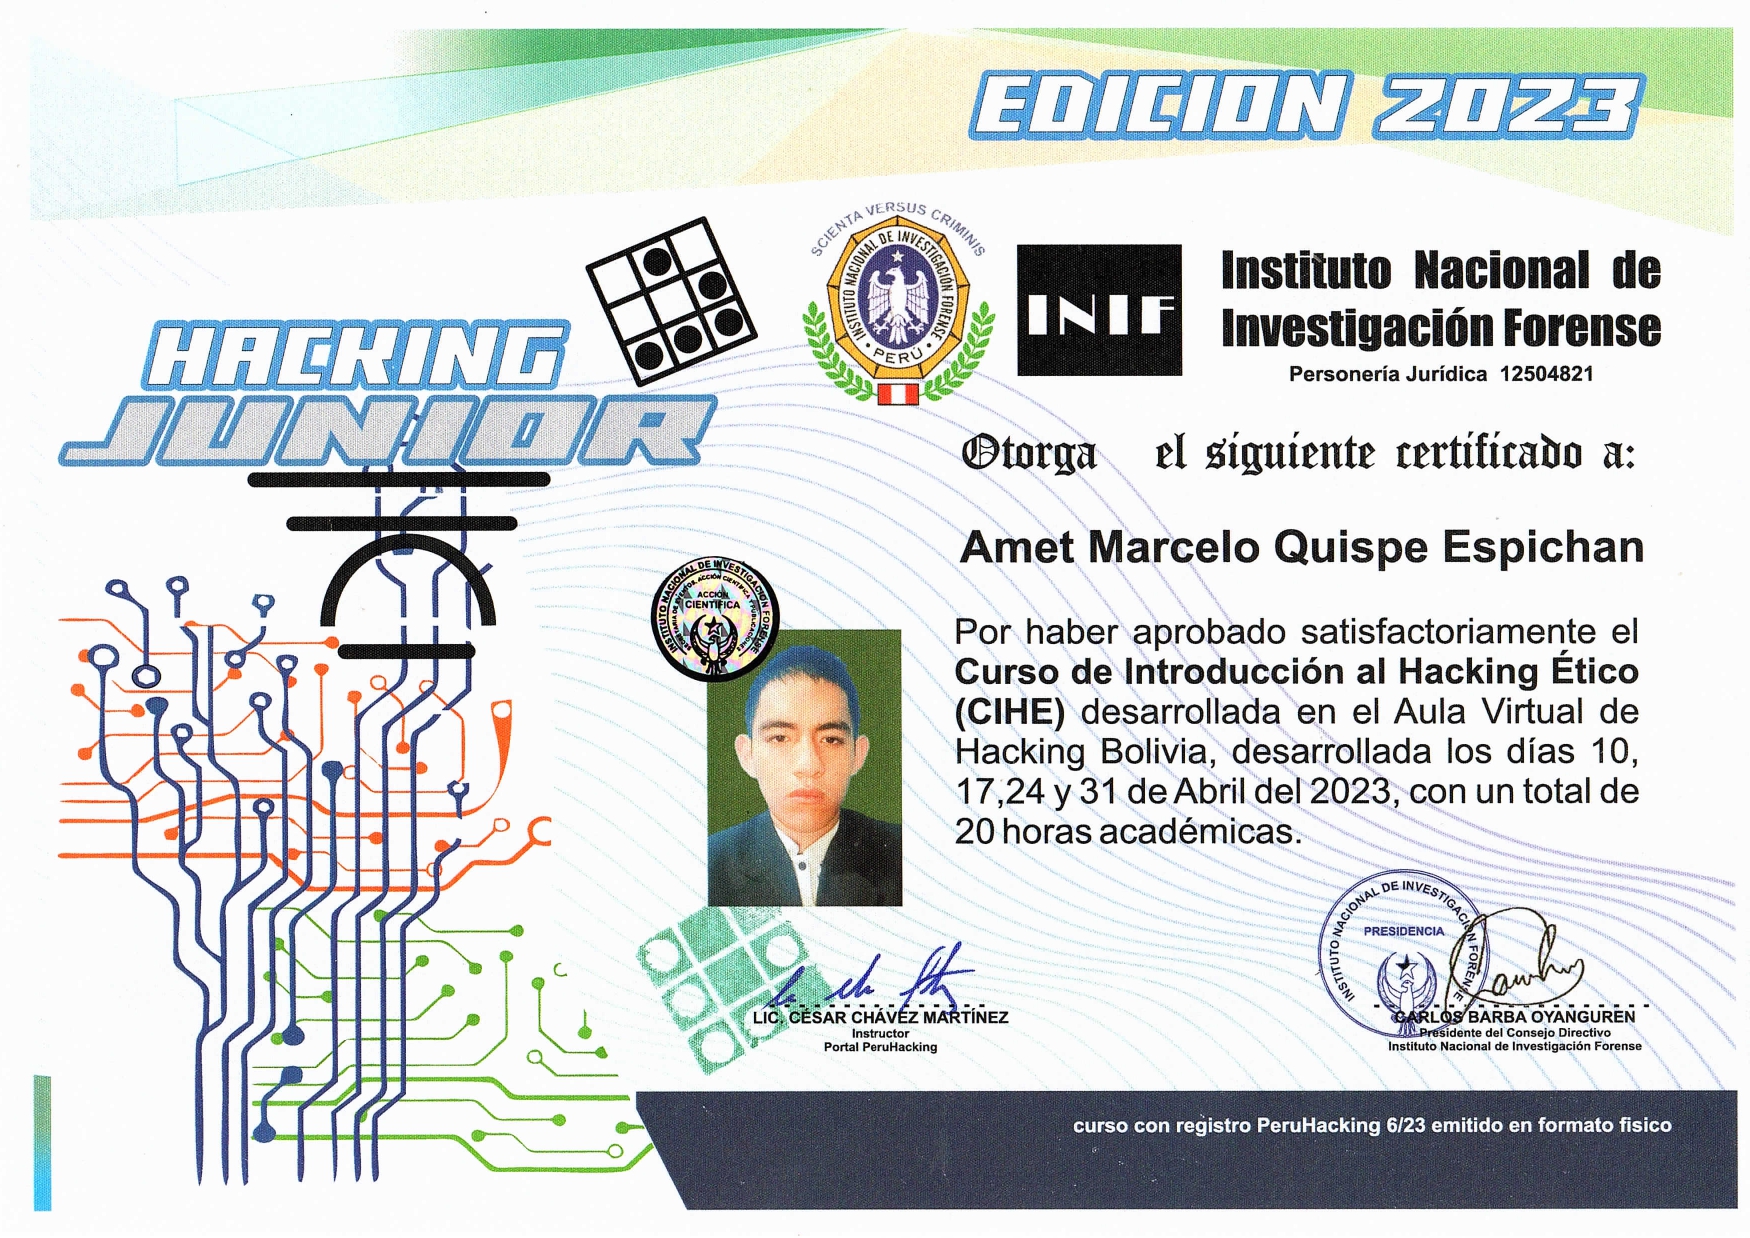 EDICION 2023
SCIENTA VERSUS CRIMINIS
INSTITUTO NACIONAL DE INVESTIGACIÓN FORENSE
· PERÚ ·
INIF
Instituto Nacional de
Investigación Forense
Personería Jurídica 12504821
HACKING
JUNIOR
Otorga el siguiente certificado a:
Amet Marcelo Quispe Espichan
INSTITUTO NACIONAL DE INVESTIGACIÓN FORENSE
ACCIÓN
CIENTIFICA
Por haber aprobado satisfactoriamente el
Curso de Introducción al Hacking Ético
(CIHE) desarrollada en el Aula Virtual de
Hacking Bolivia, desarrollada los días 10,
17,24 y 31 de Abril del 2023, con un total de
20 horas académicas.
INSTITUTO NACIONAL DE INVESTIGACIÓN FORENSE
PRESIDENCIA
LIC. CÉSAR CHÁVEZ MARTÍNEZ
Instructor
Portal PeruHacking
CARLOS BARBA OYANGUREN
Presidente del Consejo Directivo
Instituto Nacional de Investigación Forense
curso con registro PeruHacking 6/23 emitido en formato fisico